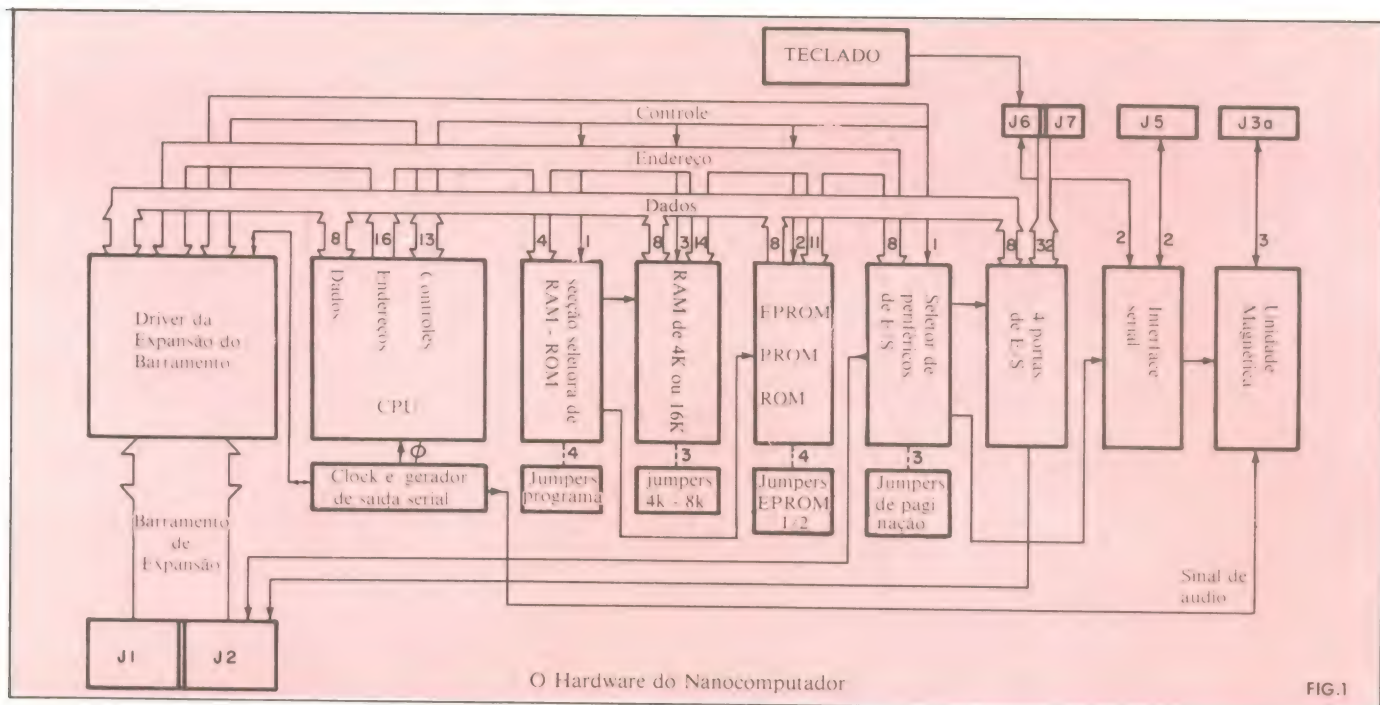 TECLADO
J6
J7
J5
J3a
Controle
Endereço
Dados
8
16
13
4
1
8
3
14
8
2
11
8
1
8
32
2
2
3
Driver da
Expansão do
Barramento
Dados
Endereços
Controles
CPU
secção seletora de
RAM - ROM
RAM de 4K ou 16K
EPROM
PROM
ROM
Seletor de
periféricos
de E/S
4 portas
de E/S
Interface
serial
Unidade
Magnética
ϕ
Clock e gerador
de saída serial
4
Jumpers
programa
3
jumpers
4k - 8k
4
Jumpers
EPROM
1/2
3
Jumpers
de pagi
nação
Barramento
de
Expansão
Sinal de
audio
J1
J2
O Hardware do Nanocomputador
FIG.1